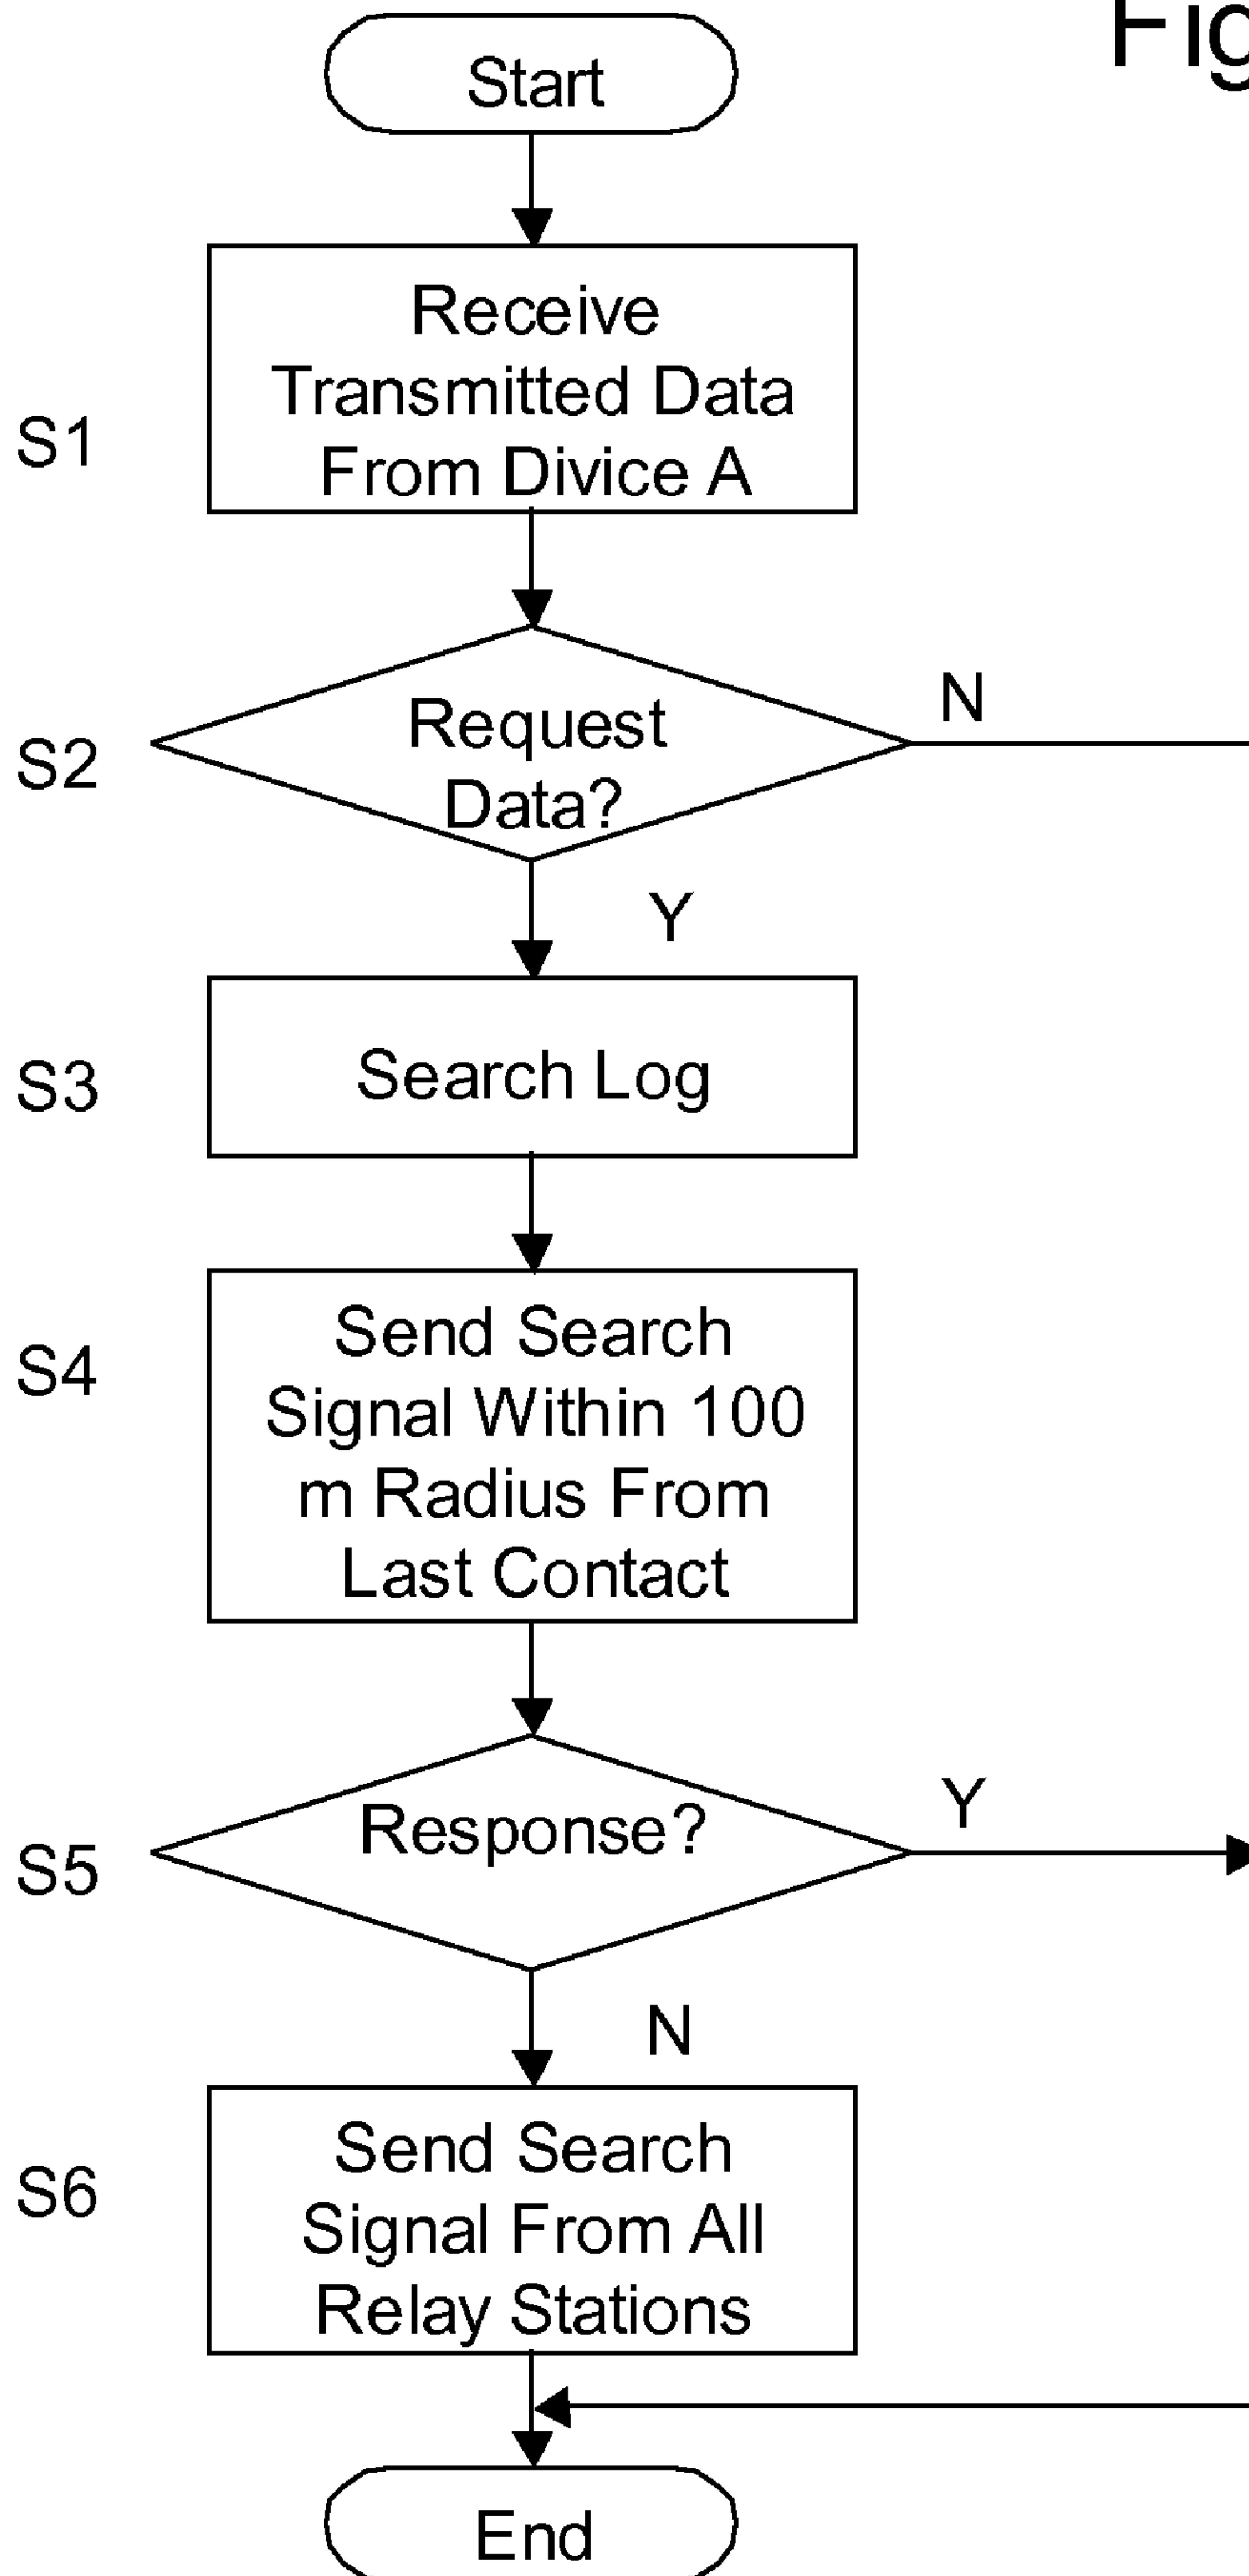 Fig
Start
Receive
Transmitted Data
From Divice A
S1
N
Request
Data?
S2
Y
Search Log
S3
Send Search
Signal Within 100
m Radius From
Last Contact
S4
Y
Response?
S5
N
Send Search
Signal From All
Relay Stations
S6
End